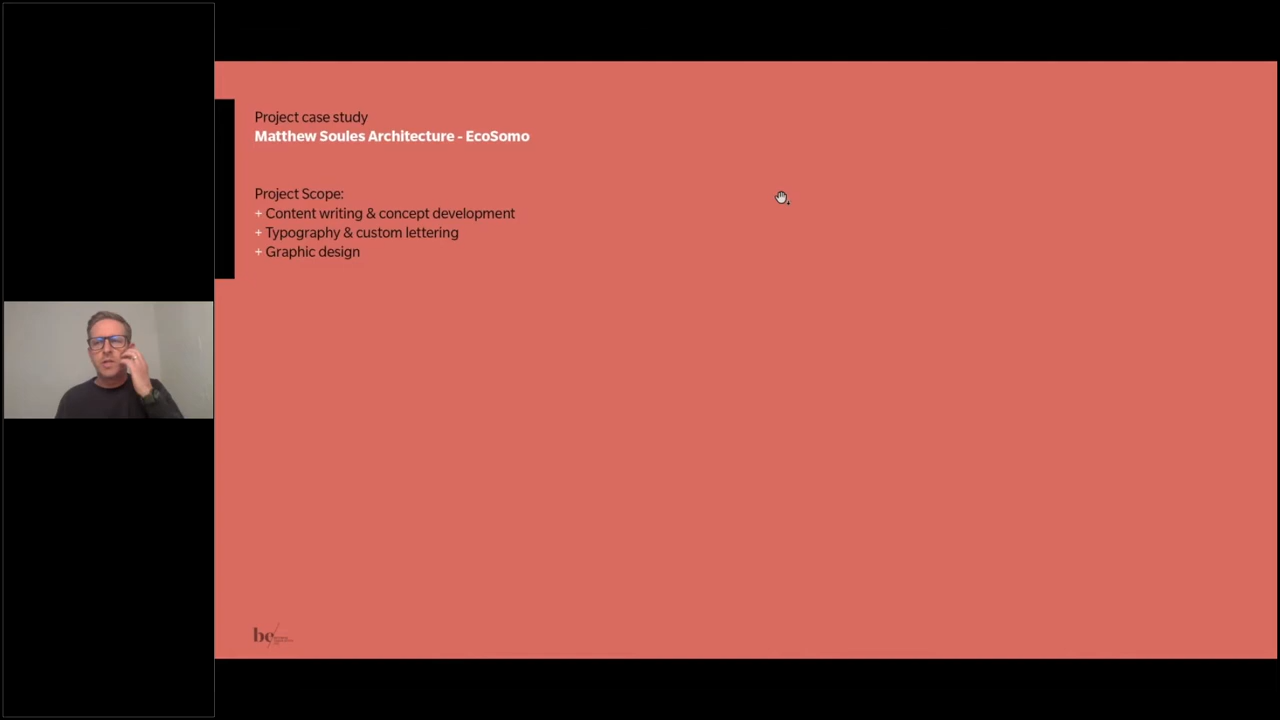 Project case study
Matthew Soules Architecture - EcoSomo
Project Scope:
+ Content writing & concept development
+ Typography & custom lettering
+ Graphic design
be/